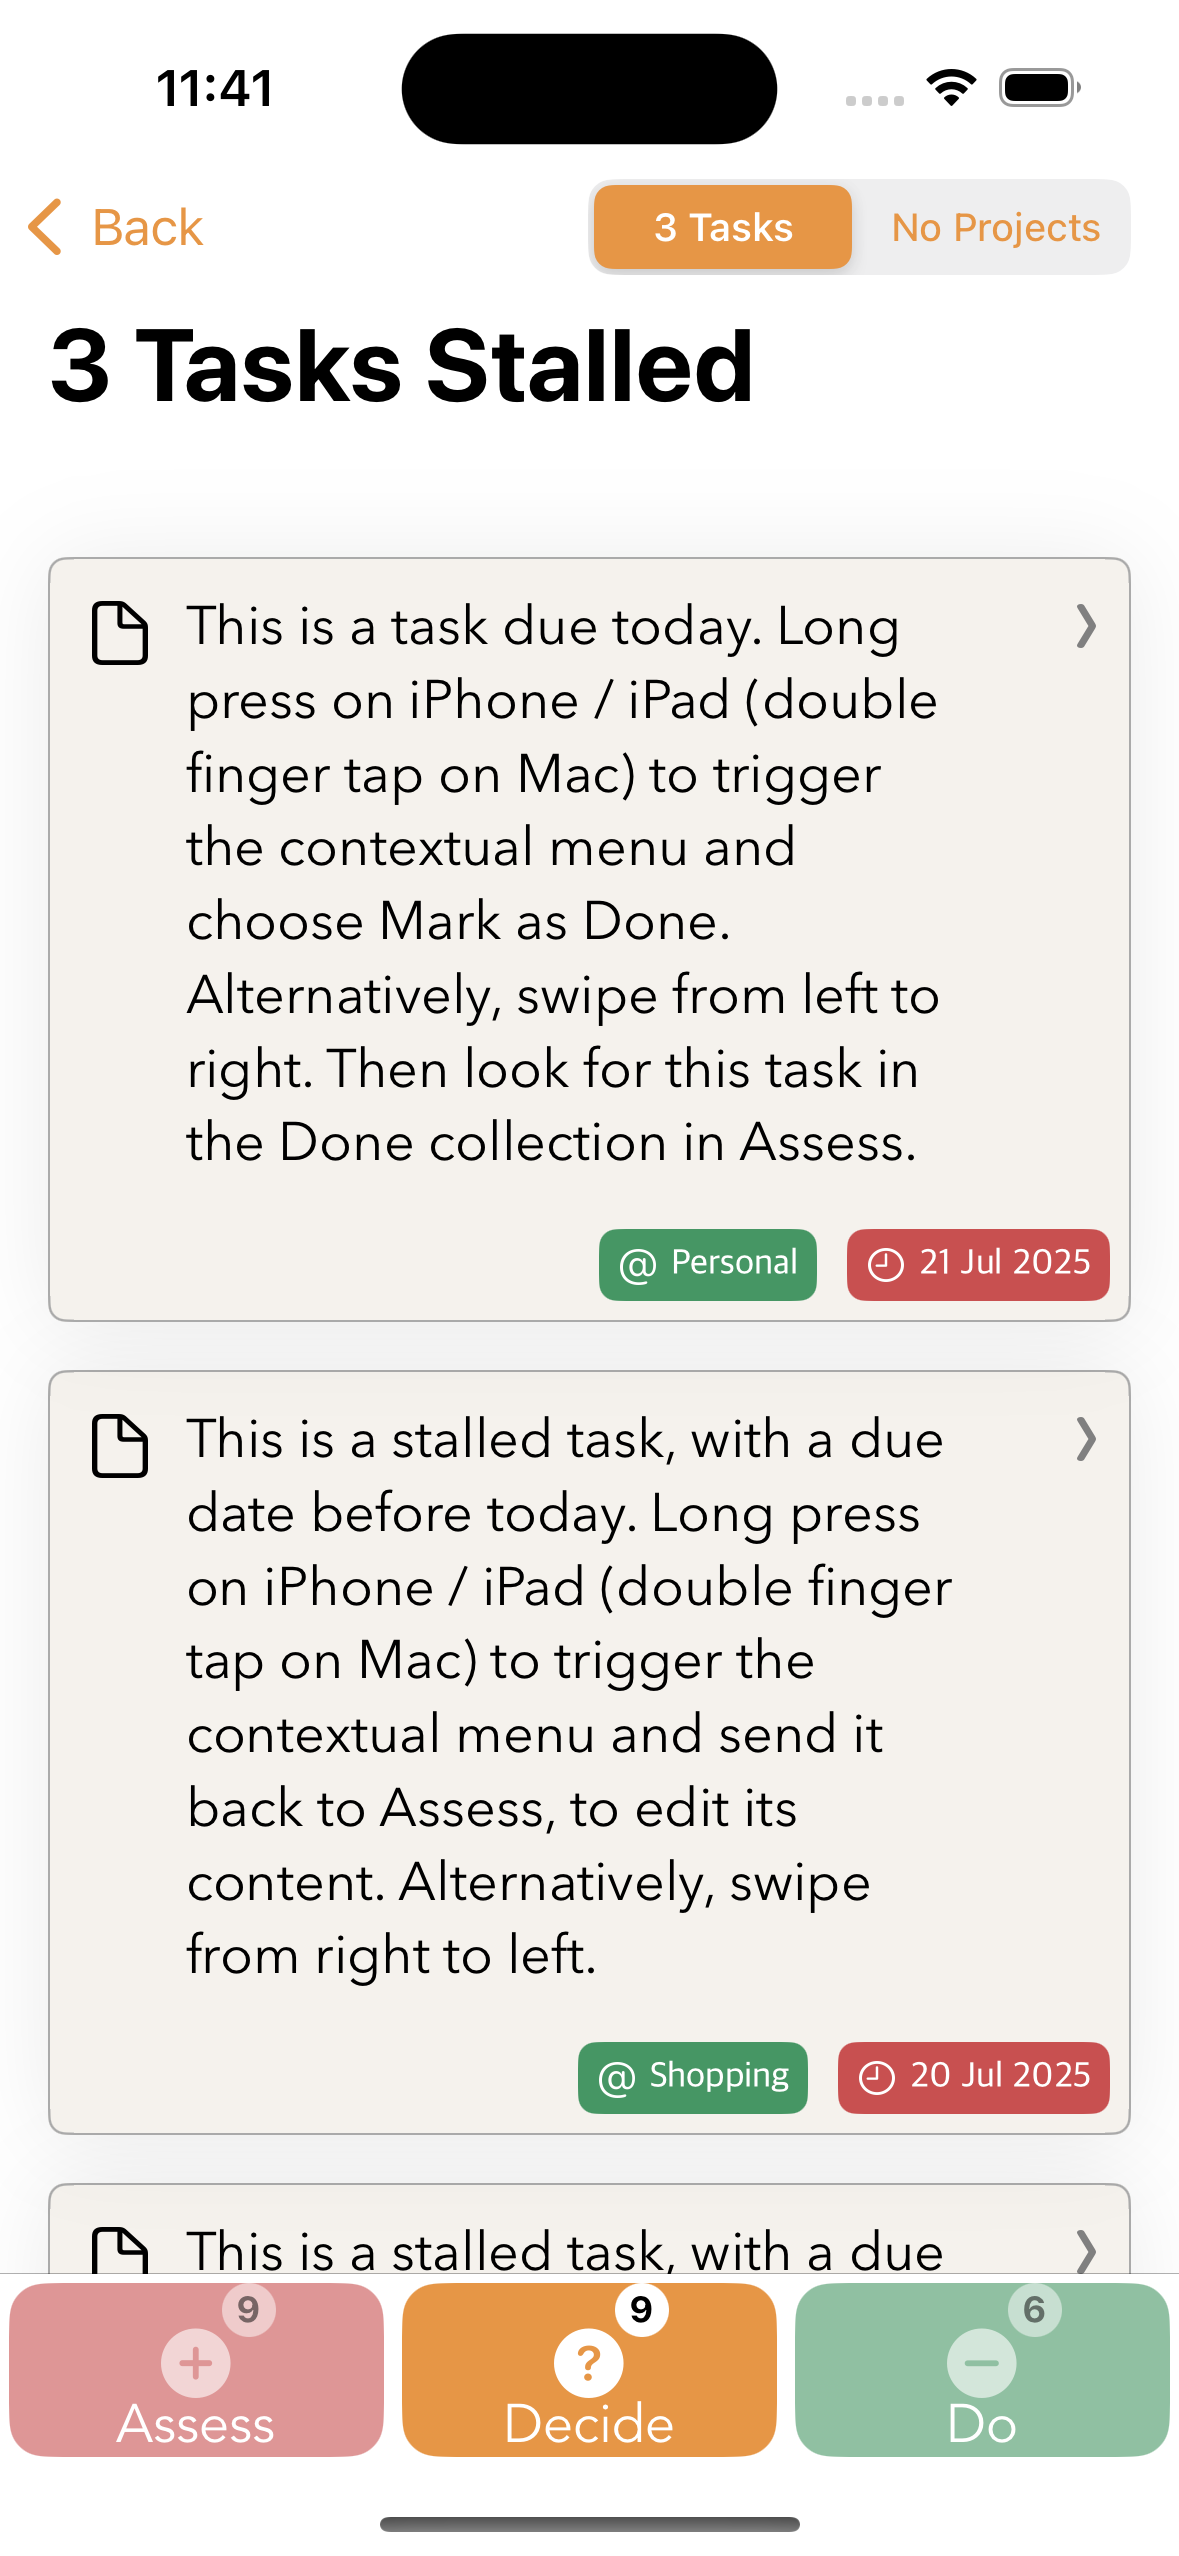 11:41
Back
3 Tasks
No Projects
3 Tasks Stalled
This is a task due today. Long
press on iPhone / iPad (double
finger tap on Mac) to trigger
the contextual menu and
choose Mark as Done.
Alternatively, swipe from left to
right. Then look for this task in
the Done collection in Assess.
@ Personal
21 Jul 2025
This is a stalled task, with a due
date before today. Long press
on iPhone / iPad (double finger
tap on Mac) to trigger the
contextual menu and send it
back to Assess, to edit its
content. Alternatively, swipe
from right to left.
@ Shopping
20 Jul 2025
This is a stalled task, with a due
9
+
Assess
9
?
Decide
6
−
Do